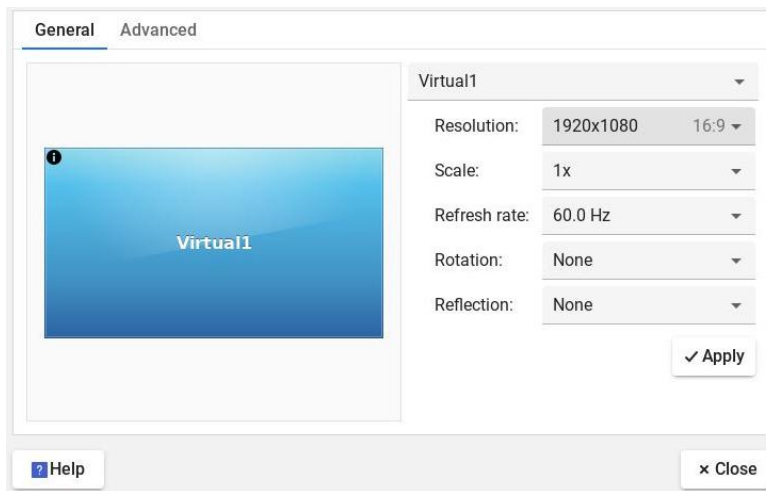 General Advanced
Virtual1
Resolution: 1920x1080 16:9
Scale: 1x
Virtual1
Refresh rate: 60.0 Hz
Rotation: None
Reflection: None
Apply
? Help
Close